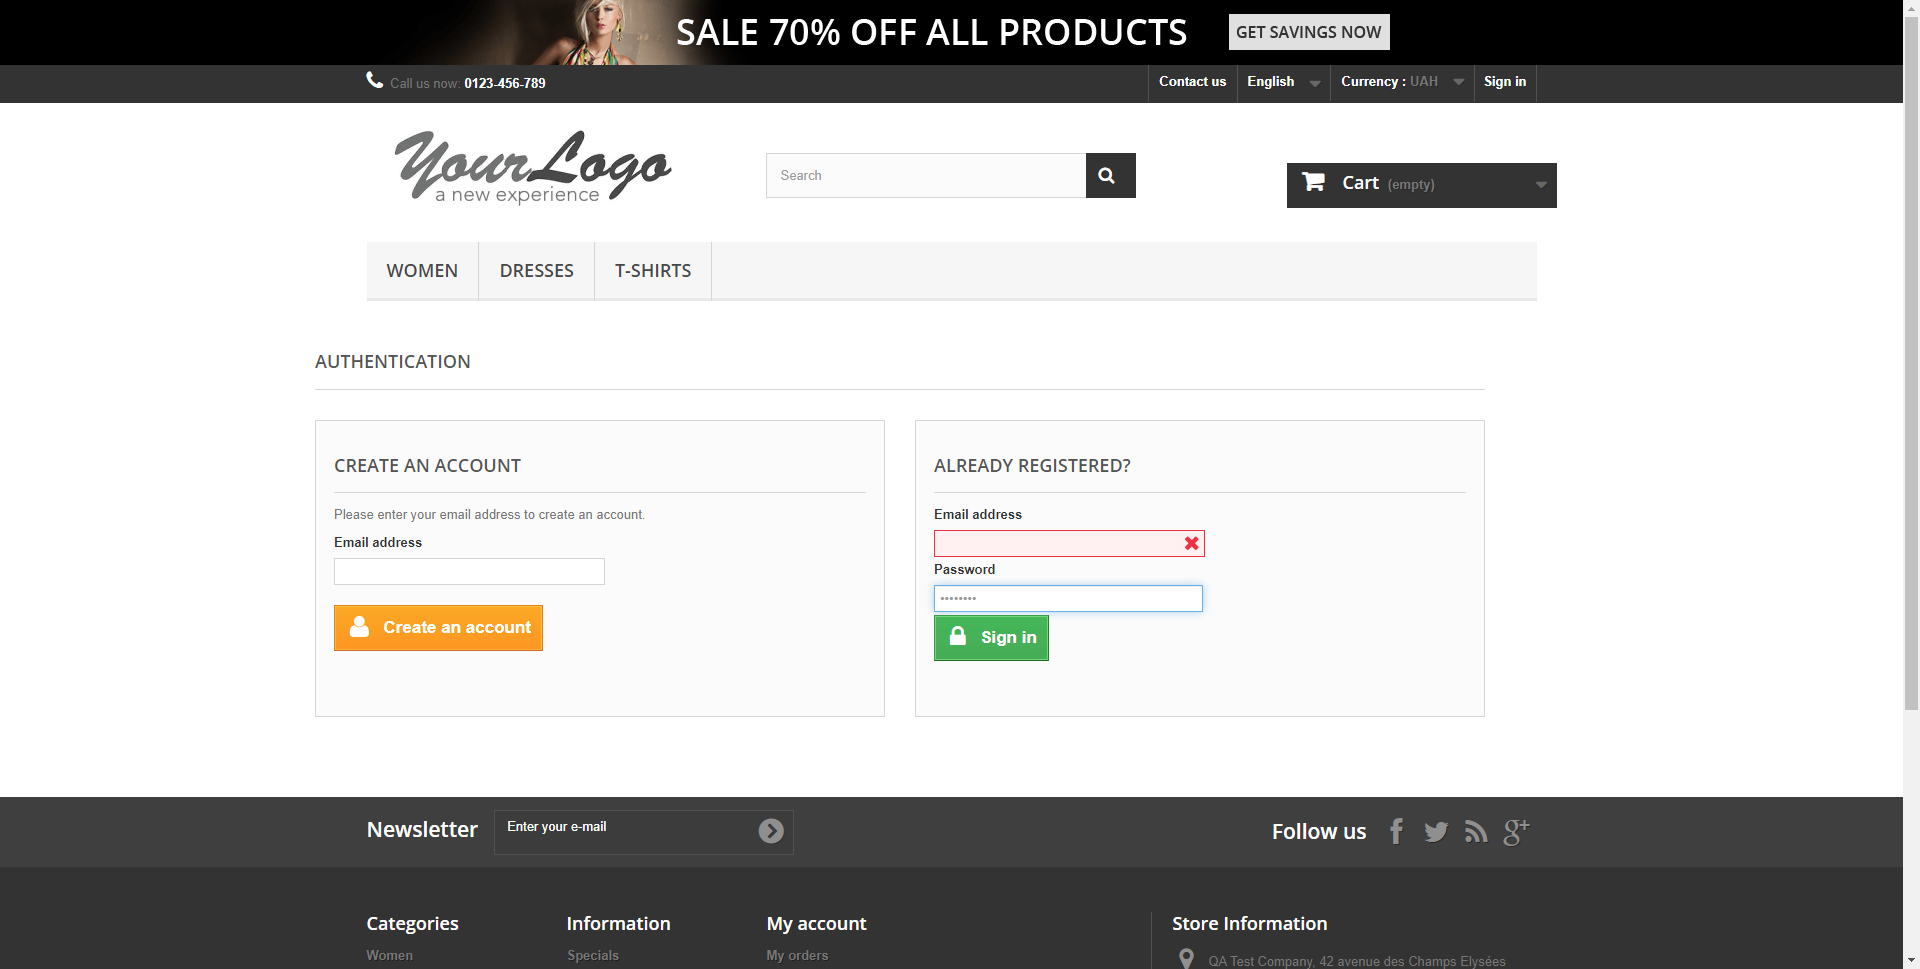 SALE 70% OFF ALL PRODUCTS
GET SAVINGS NOW
Call us now: 0123-456-789
Contact us
English
Currency : UAH
Sign in
YourLogo
a new experience
Search
Cart (empty)
WOMEN
DRESSES
T-SHIRTS
AUTHENTICATION
CREATE AN ACCOUNT
Please enter your email address to create an account.
Email address
Create an account
ALREADY REGISTERED?
Email address
Password
••••••••
Sign in
Newsletter
Enter your e-mail
Follow us
Categories
Women
Information
Specials
My account
My orders
Store Information
QA Test Company, 42 avenue des Champs Elysées